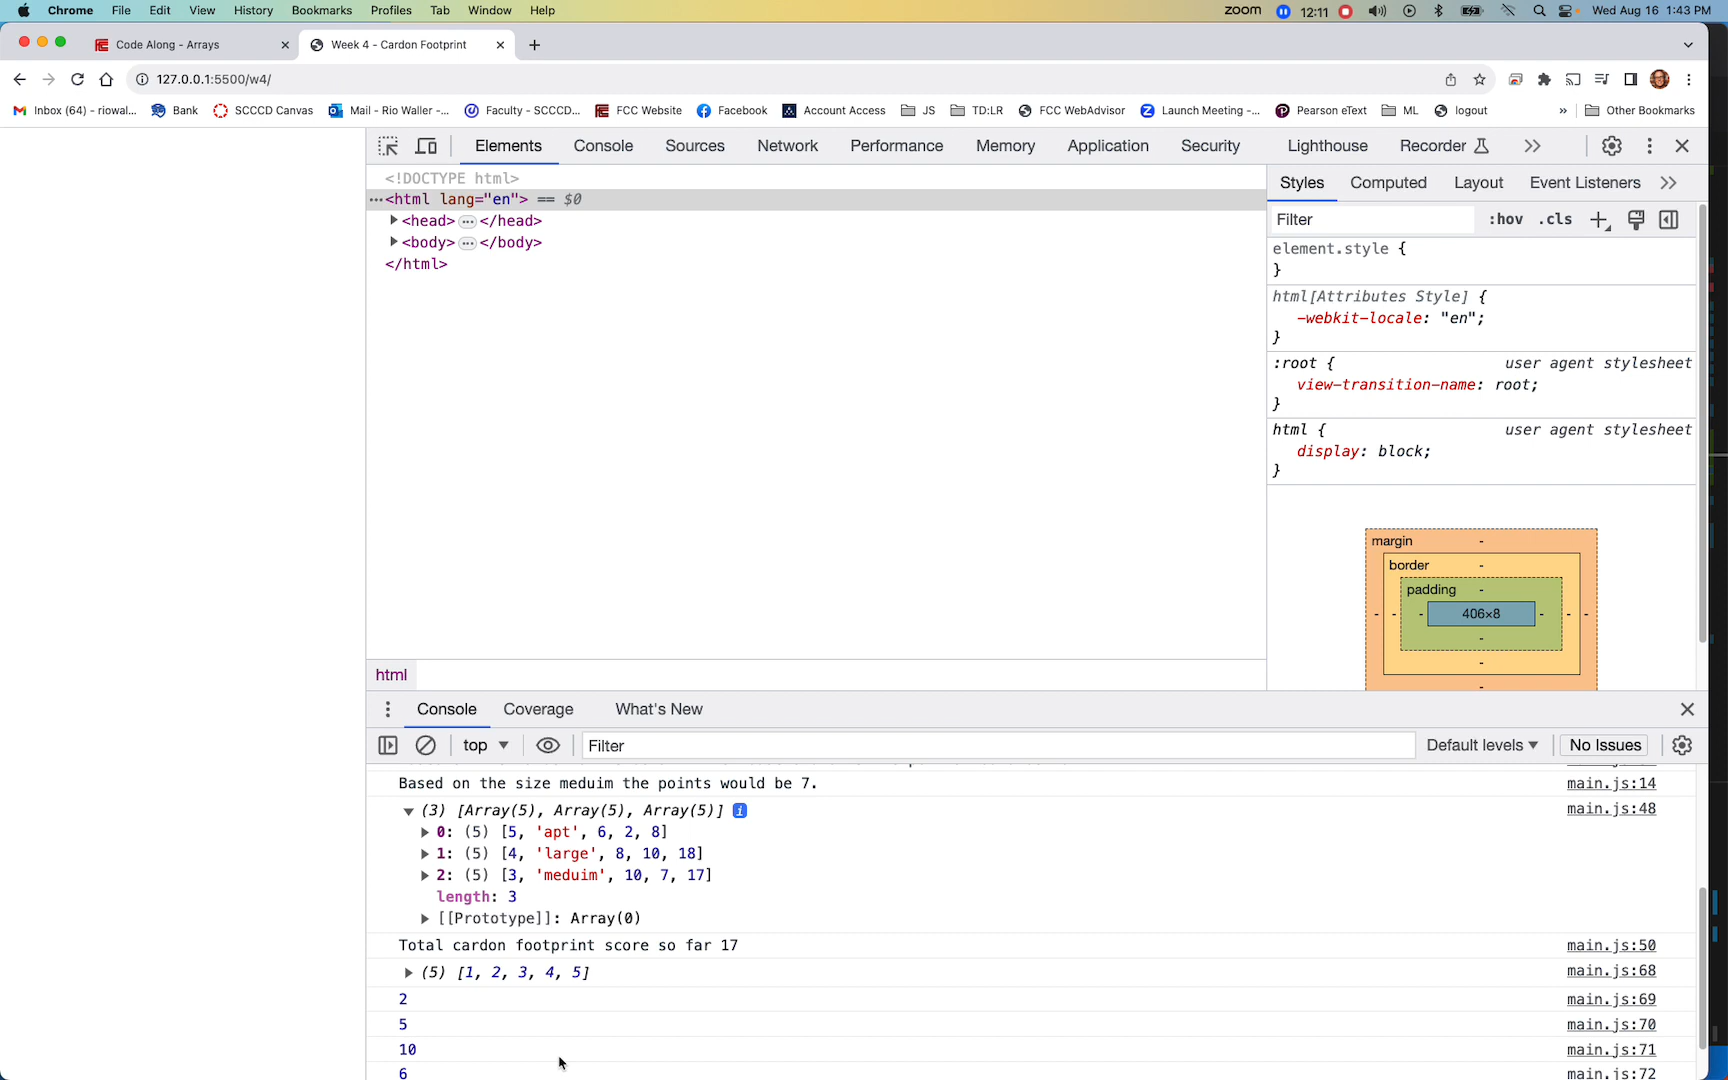 Chrome File Edit View History Bookmarks Profiles Tab Window Help zoom 12:11 Wed Aug 16 1:43 PM
Code Along - Arrays Week 4 - Cardon Footprint
127.0.0.1:5500/w4/
Inbox (64) - riowal... Bank SCCCD Canvas Mail - Rio Waller -... Faculty - SCCCD... FCC Website Facebook Account Access JS TD:LR FCC WebAdvisor Launch Meeting -... Pearson eText ML logout » Other Bookmarks
Elements Console Sources Network Performance Memory Application Security Lighthouse Recorder
<!DOCTYPE html>
<html lang="en"> == $0
<head> ... </head>
<body> ... </body>
</html>
Styles Computed Layout Event Listeners
Filter :hov .cls
element.style {
}
html[Attributes Style] {
-webkit-locale: "en";
}
:root { user agent stylesheet
view-transition-name: root;
}
html { user agent stylesheet
display: block;
}
margin -
border -
padding -
- - - 406×8 - - -
-
-
-
html
Console Coverage What's New
top Filter Default levels No Issues
Based on the size meduim the points would be 7. main.js:14
(3) [Array(5), Array(5), Array(5)] i main.js:48
0: (5) [5, 'apt', 6, 2, 8]
1: (5) [4, 'large', 8, 10, 18]
2: (5) [3, 'meduim', 10, 7, 17]
length: 3
[[Prototype]]: Array(0)
Total cardon footprint score so far 17 main.js:50
(5) [1, 2, 3, 4, 5] main.js:68
2 main.js:69
5 main.js:70
10 main.js:71
6 main.js:72